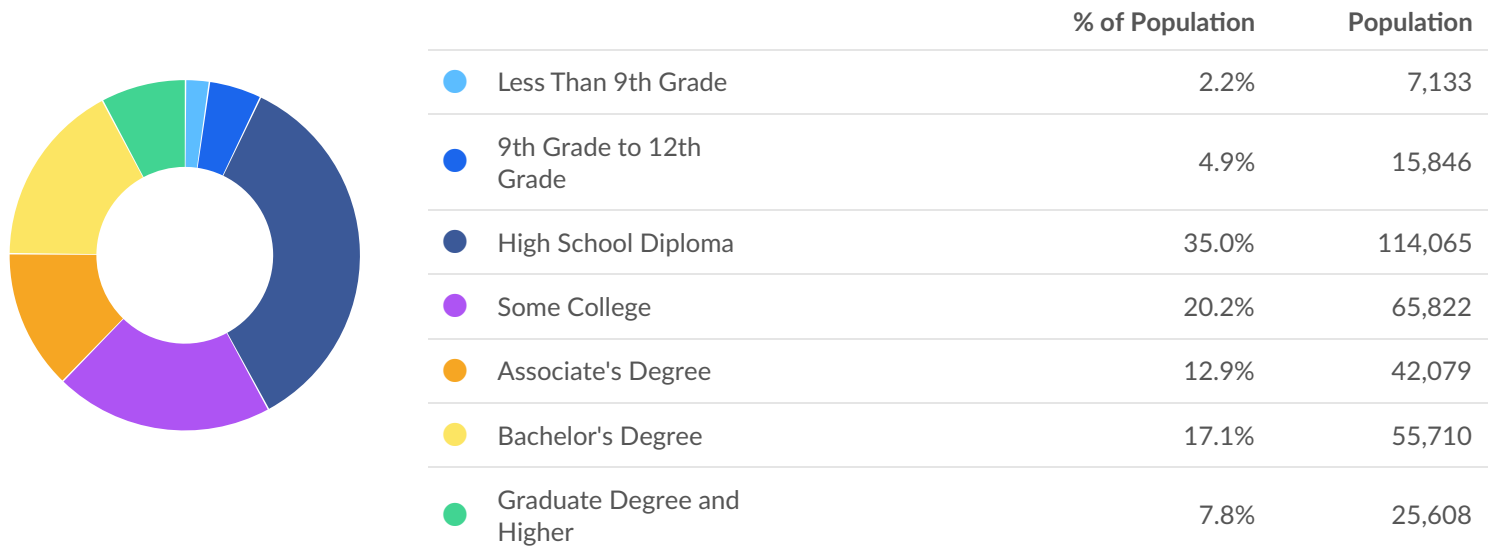 % of Population Population
Less Than 9th Grade 2.2% 7,133
9th Grade to 12th
Grade 4.9% 15,846
High School Diploma 35.0% 114,065
Some College 20.2% 65,822
Associate's Degree 12.9% 42,079
Bachelor's Degree 17.1% 55,710
Graduate Degree and
Higher 7.8% 25,608